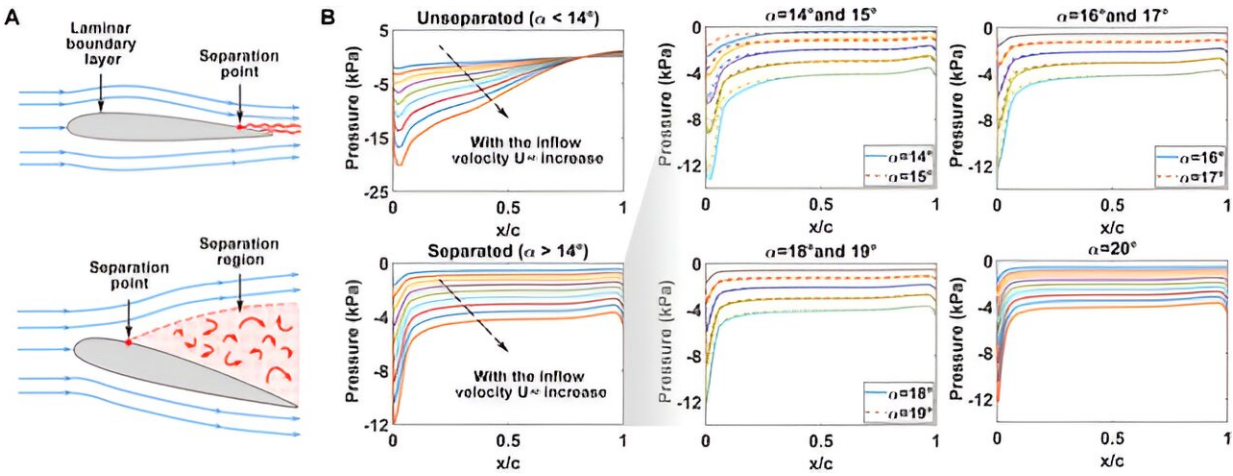 A
Laminar
boundary
layer
Separation
point
Separation
point
Separation
region
B
Unseparated (α < 14°)
5
-5
-15
-25
Pressure (kPa)
With the inflow
velocity U∞ increase
0
0.5
1
x/c
α=14° and 15°
0
-4
-8
-12
Pressure (kPa)
α=14°
α=15°
0
0.5
1
x/c
α=16° and 17°
0
-4
-8
-12
Pressure (kPa)
α=16°
α=17°
0
0.5
1
x/c
Separated (α > 14°)
0
-3
-6
-9
-12
Pressure (kPa)
With the inflow
velocity U∞ increase
0
0.5
1
x/c
α=18° and 19°
0
-4
-8
-12
Pressure (kPa)
α=18°
α=19°
0
0.5
1
x/c
α=20°
0
-4
-8
-12
Pressure (kPa)
0
0.5
1
x/c